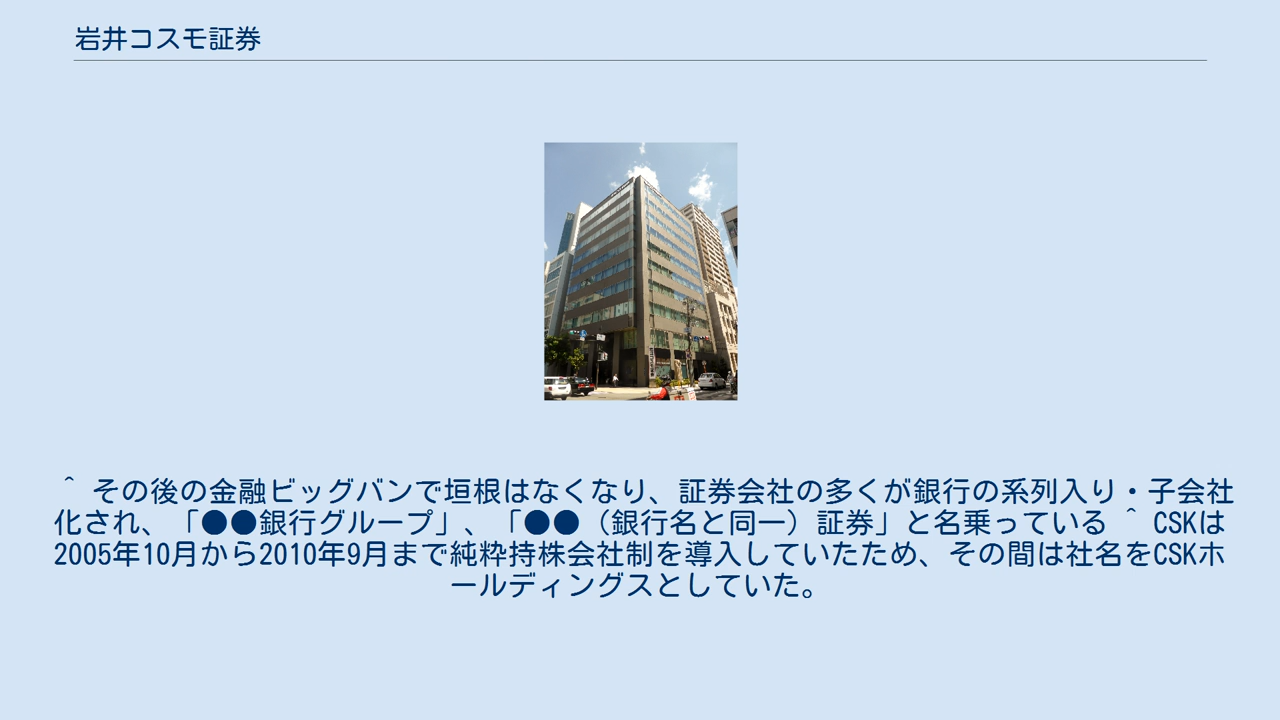 岩井コスモ証券
^ その後の金融ビッグバンで垣根はなくなり、証券会社の多くが銀行の系列入り・子会社
化され、「●●銀行グループ」、「●●（銀行名と同一）証券」と名乗っている ^ CSKは
2005年10月から2010年9月まで純粋持株会社制を導入していたため、その間は社名をCSKホ
ールディングスとしていた。